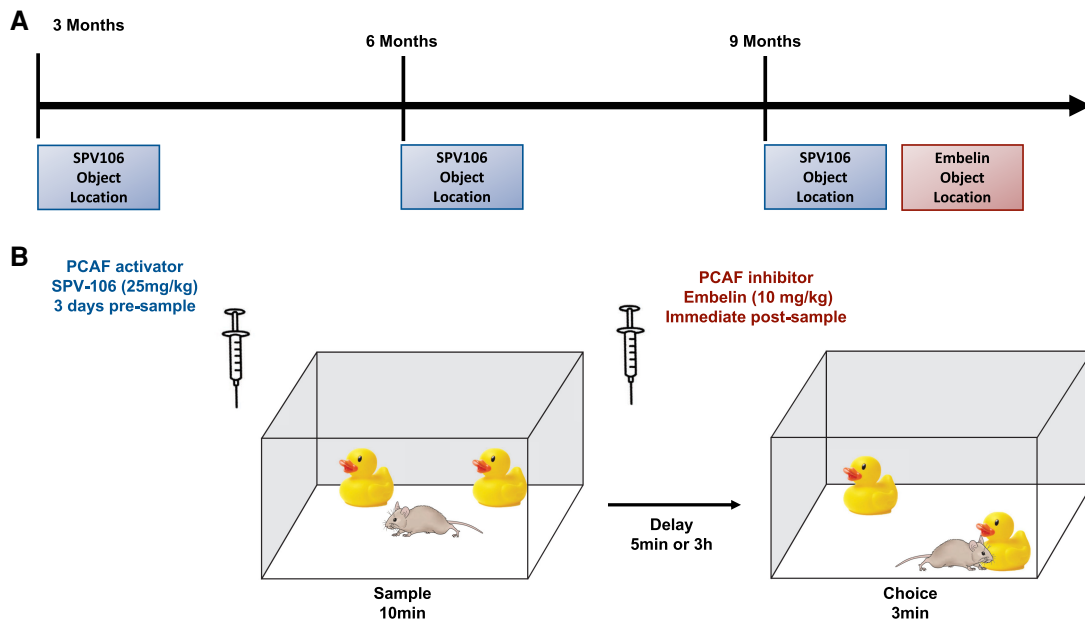 A
3 Months
6 Months
9 Months
SPV106
Object
Location
SPV106
Object
Location
SPV106
Object
Location
Embelin
Object
Location
B
PCAF activator
SPV-106 (25mg/kg)
3 days pre-sample
PCAF inhibitor
Embelin (10 mg/kg)
Immediate post-sample
Delay
5min or 3h
Sample
10min
Choice
3min